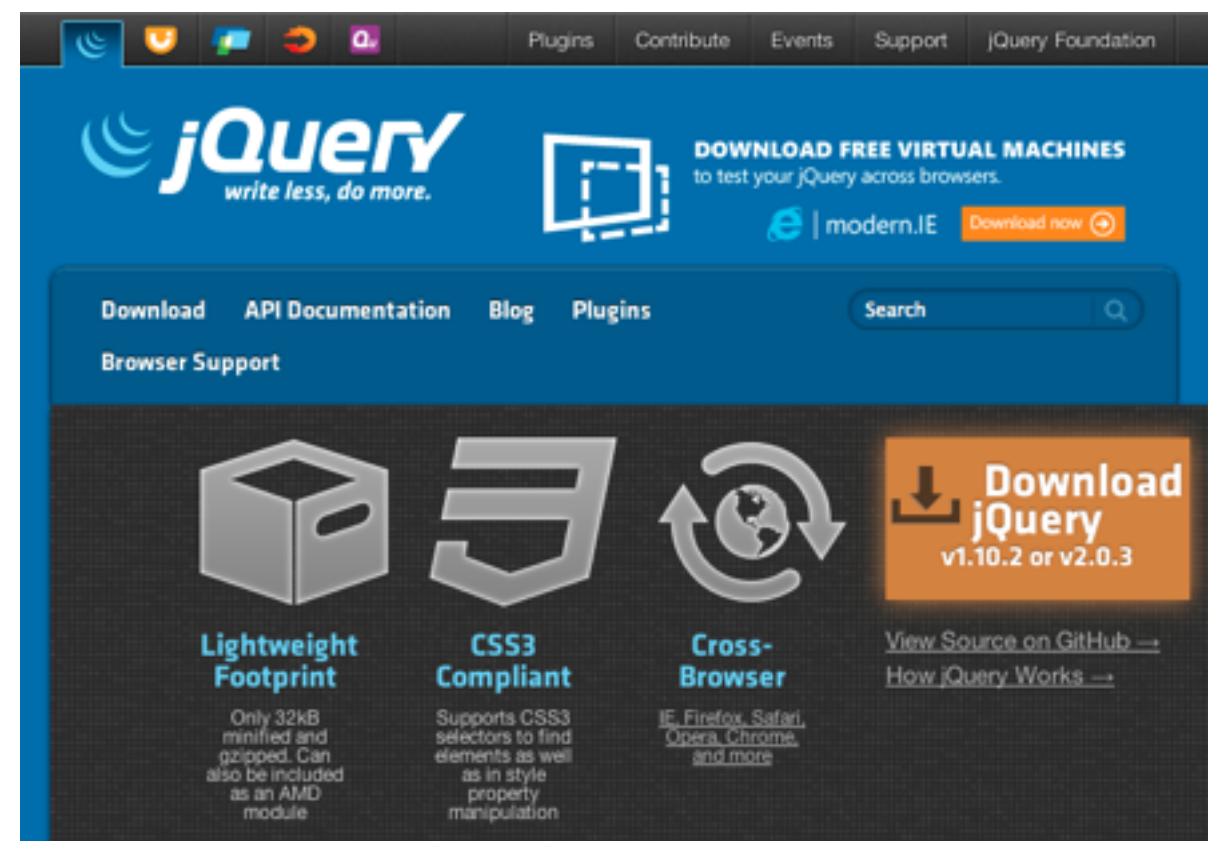 Plugins Contribute Events Support jQuery Foundation
jQuery
write less, do more.
DOWNLOAD FREE VIRTUAL MACHINES
to test your jQuery across browsers.
modern.IE Download now
Download API Documentation Blog Plugins Search
Browser Support
Download
jQuery
v1.10.2 or v2.0.3
Lightweight
Footprint
Only 32kB
minified and
gzipped. Can
also be included
as an AMD
module
CSS3
Compliant
Supports CSS3
selectors to find
elements as well
as in style
property
manipulation
Cross-
Browser
IE, Firefox, Safari,
Opera, Chrome,
and more
View Source on GitHub →
How jQuery Works →